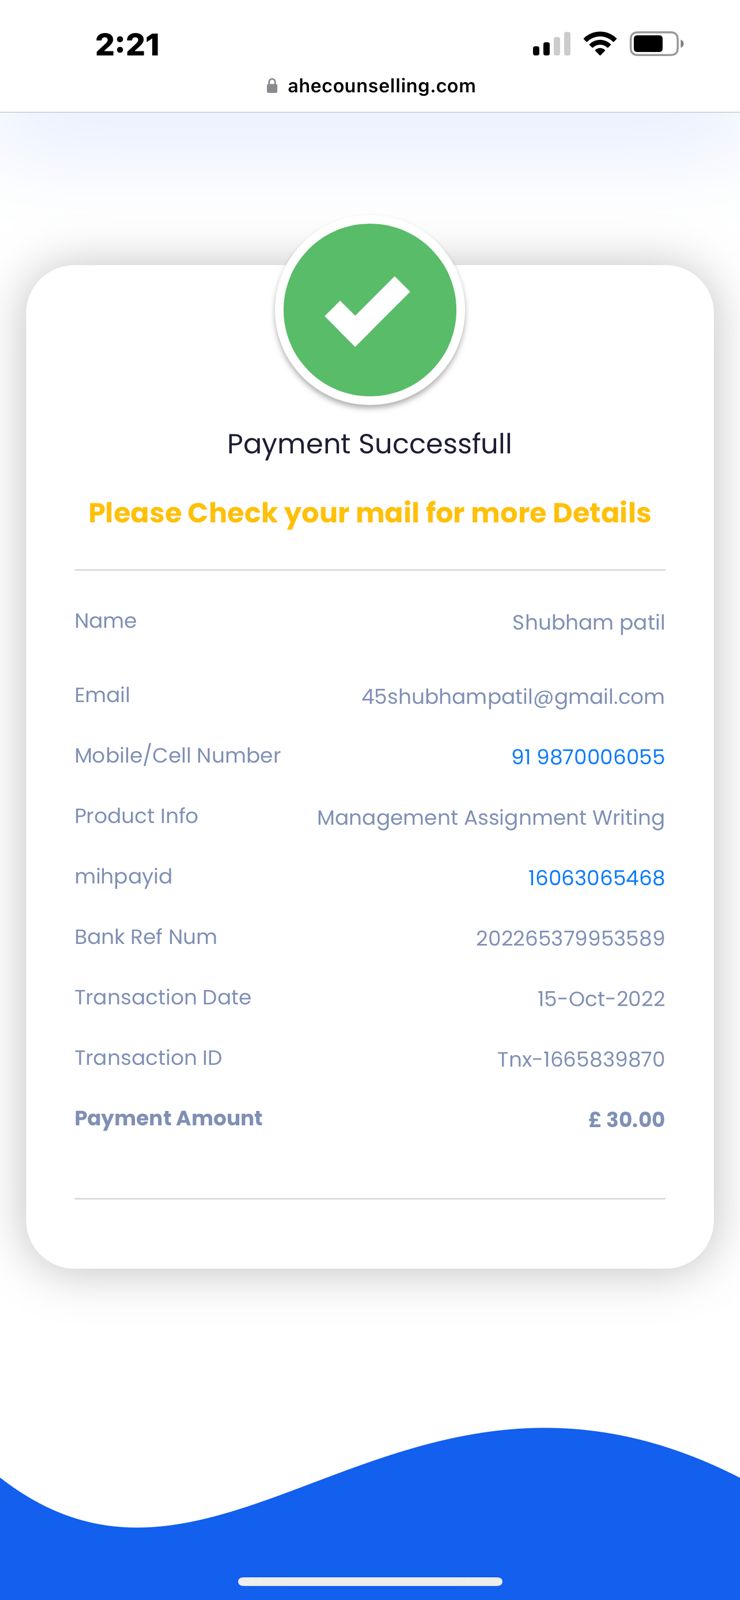 2:21
ahecounselling.com
Payment Successfull
Please Check your mail for more Details
Name Shubham patil
Email 45shubhampatil@gmail.com
Mobile/Cell Number 91 9870006055
Product Info Management Assignment Writing
mihpayid 16063065468
Bank Ref Num 202265379953589
Transaction Date 15-Oct-2022
Transaction ID Tnx-1665839870
Payment Amount £ 30.00